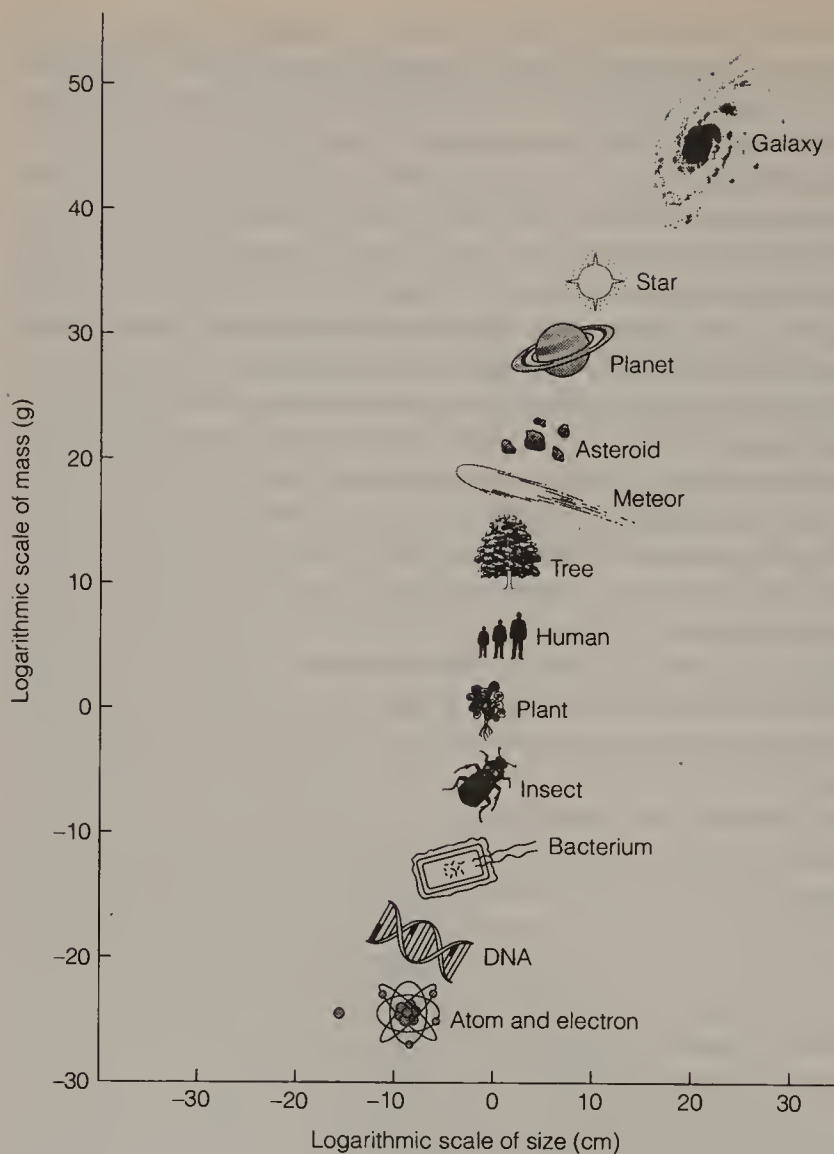 50
Galaxy
40
Star
30
Planet
Asteroid
20
Meteor
Tree
10
Human
0
Plant
Insect
−10
Bacterium
DNA
−20
Atom and electron
−30
−30 −20 −10 0 10 20 30
Logarithmic scale of size (cm)
Logarithmic scale of mass (g)